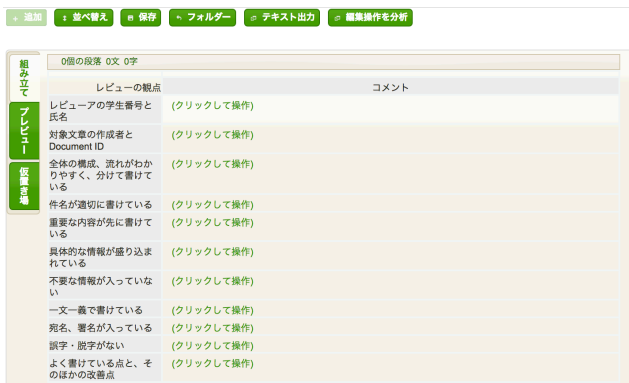 + 追加 ↕ 並べ替え 保存 フォルダー テキスト出力 編集操作を分析
組み立て
プレビュー
仮置き場
0個の段落 0文 0字
レビューの観点 コメント
レビューアの学生番号と (クリックして操作)
氏名
対象文章の作成者と (クリックして操作)
Document ID
全体の構成、流れがわか (クリックして操作)
りやすく、分けて書けて
いる
件名が適切に書けている (クリックして操作)
重要な内容が先に書けて (クリックして操作)
いる
具体的な情報が盛り込ま (クリックして操作)
れている
不要な情報が入っていな (クリックして操作)
い
一文一義で書けている (クリックして操作)
宛名、署名が入っている (クリックして操作)
誤字・脱字がない (クリックして操作)
よく書けている点と、そ (クリックして操作)
のほかの改善点